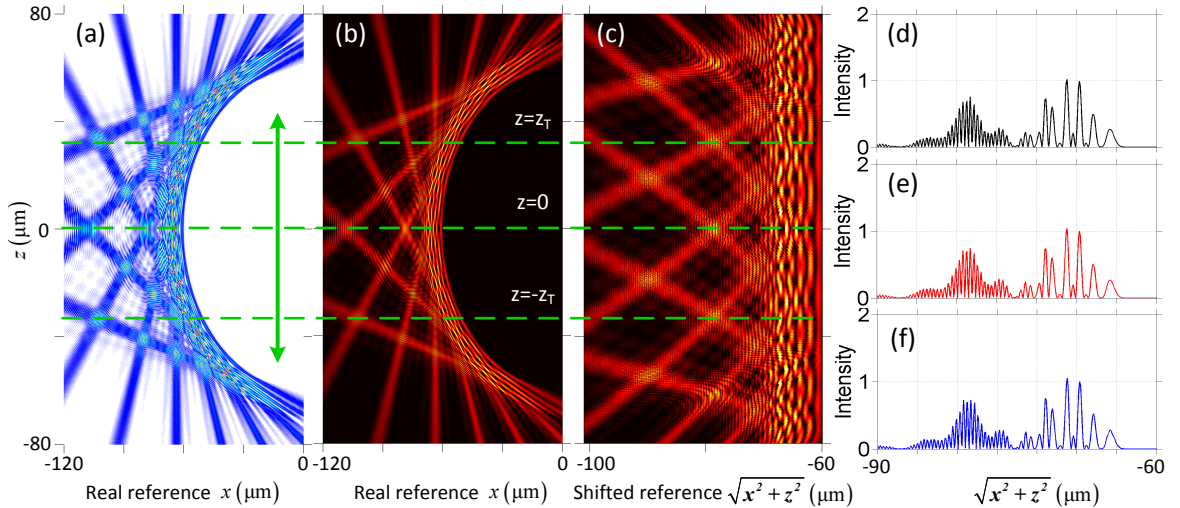 80
0
-80
z (μm)
(a)
-120
0
Real reference x (μm)
(b)
z=z_T
z=0
z=-z_T
-120
0
Real reference x (μm)
(c)
-100
-60
Shifted reference √x² + z² (μm)
(d)
Intensity
2
1
0
(e)
Intensity
2
1
0
(f)
Intensity
2
1
0
-90
-60
√x² + z² (μm)